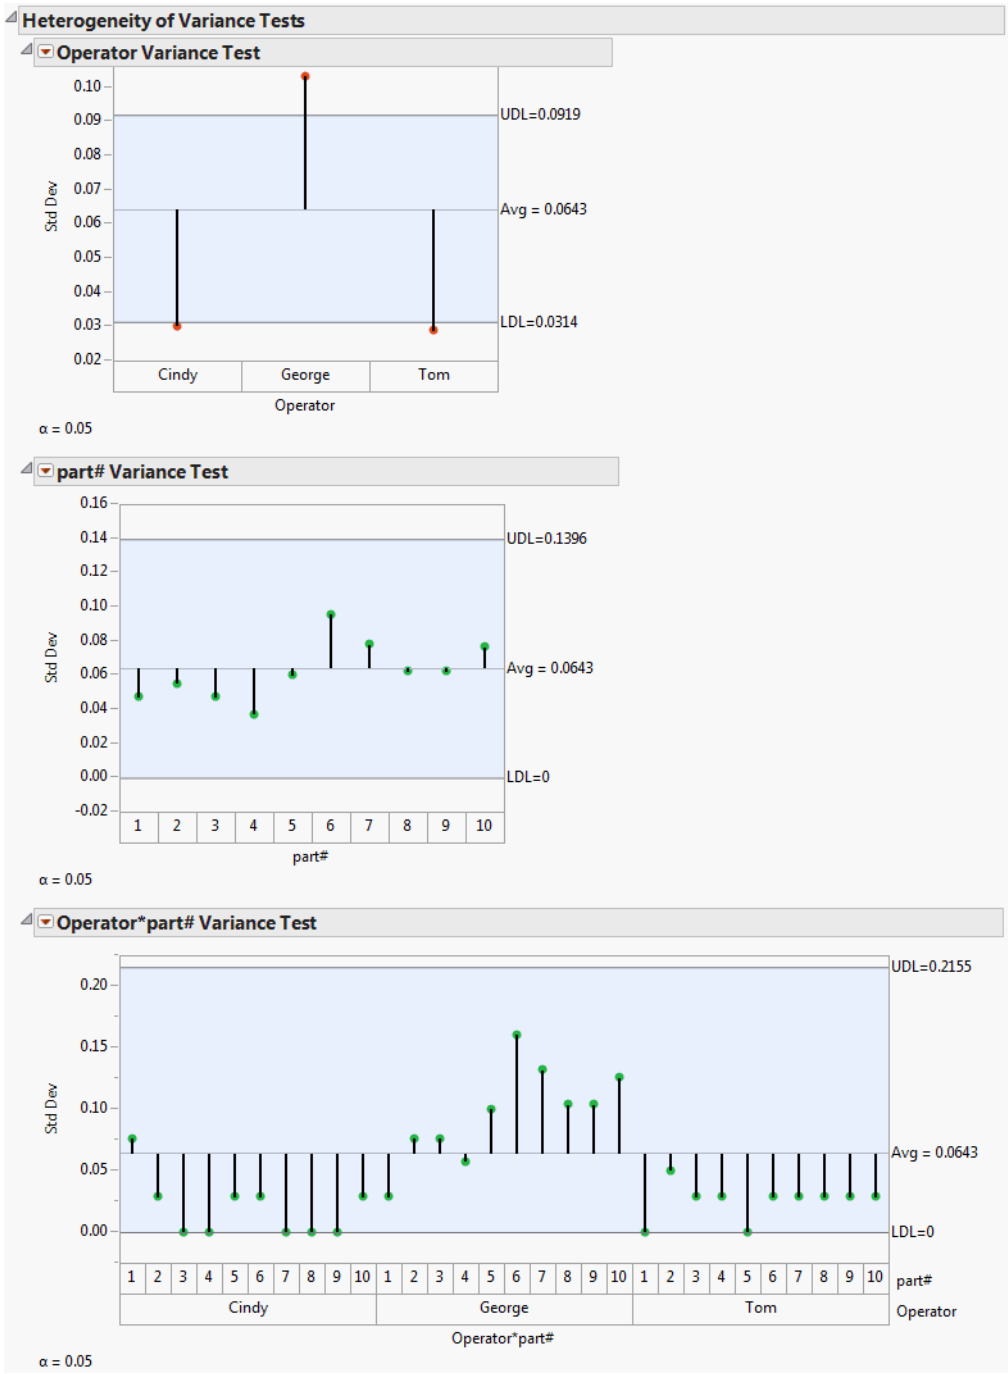 Heterogeneity of Variance Tests
Operator Variance Test
0.10
0.09
0.08
0.07
0.06
0.05
0.04
0.03
0.02
Std Dev
UDL=0.0919
Avg = 0.0643
LDL=0.0314
Cindy George Tom
Operator
α = 0.05
part# Variance Test
0.16
0.14
0.12
0.10
0.08
0.06
0.04
0.02
0.00
-0.02
Std Dev
UDL=0.1396
Avg = 0.0643
LDL=0
1 2 3 4 5 6 7 8 9 10
part#
α = 0.05
Operator*part# Variance Test
0.20
0.15
0.10
0.05
0.00
Std Dev
UDL=0.2155
Avg = 0.0643
LDL=0
1 2 3 4 5 6 7 8 9 10 1 2 3 4 5 6 7 8 9 10 1 2 3 4 5 6 7 8 9 10 part#
Cindy George Tom Operator
Operator*part#
α = 0.05